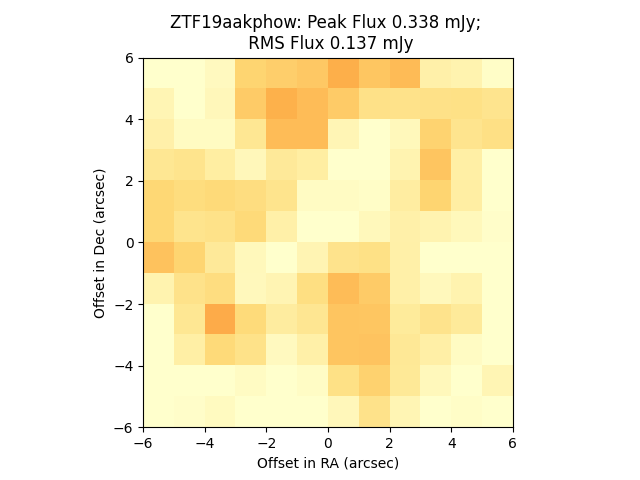 ZTF19aakphow: Peak Flux 0.338 mJy;
RMS Flux 0.137 mJy
6
4
2
0
−2
−4
−6
Offset in Dec (arcsec)
−6 −4 −2 0 2 4 6
Offset in RA (arcsec)